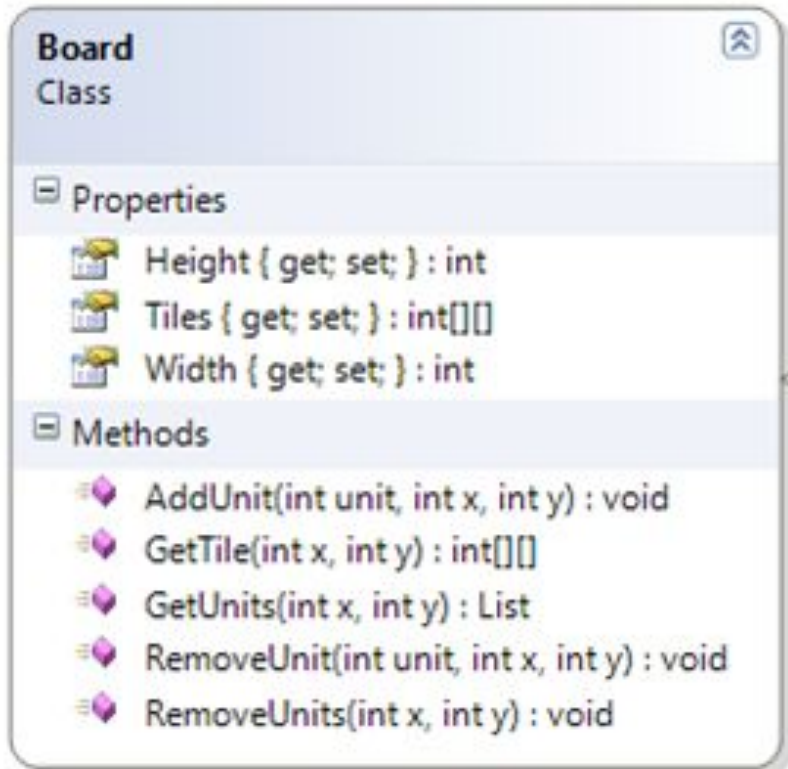 Board
Class
Properties
Height { get; set; } : int
Tiles { get; set; } : int[][]
Width { get; set; } : int
Methods
AddUnit(int unit, int x, int y) : void
GetTile(int x, int y) : int[][]
GetUnits(int x, int y) : List
RemoveUnit(int unit, int x, int y) : void
RemoveUnits(int x, int y) : void